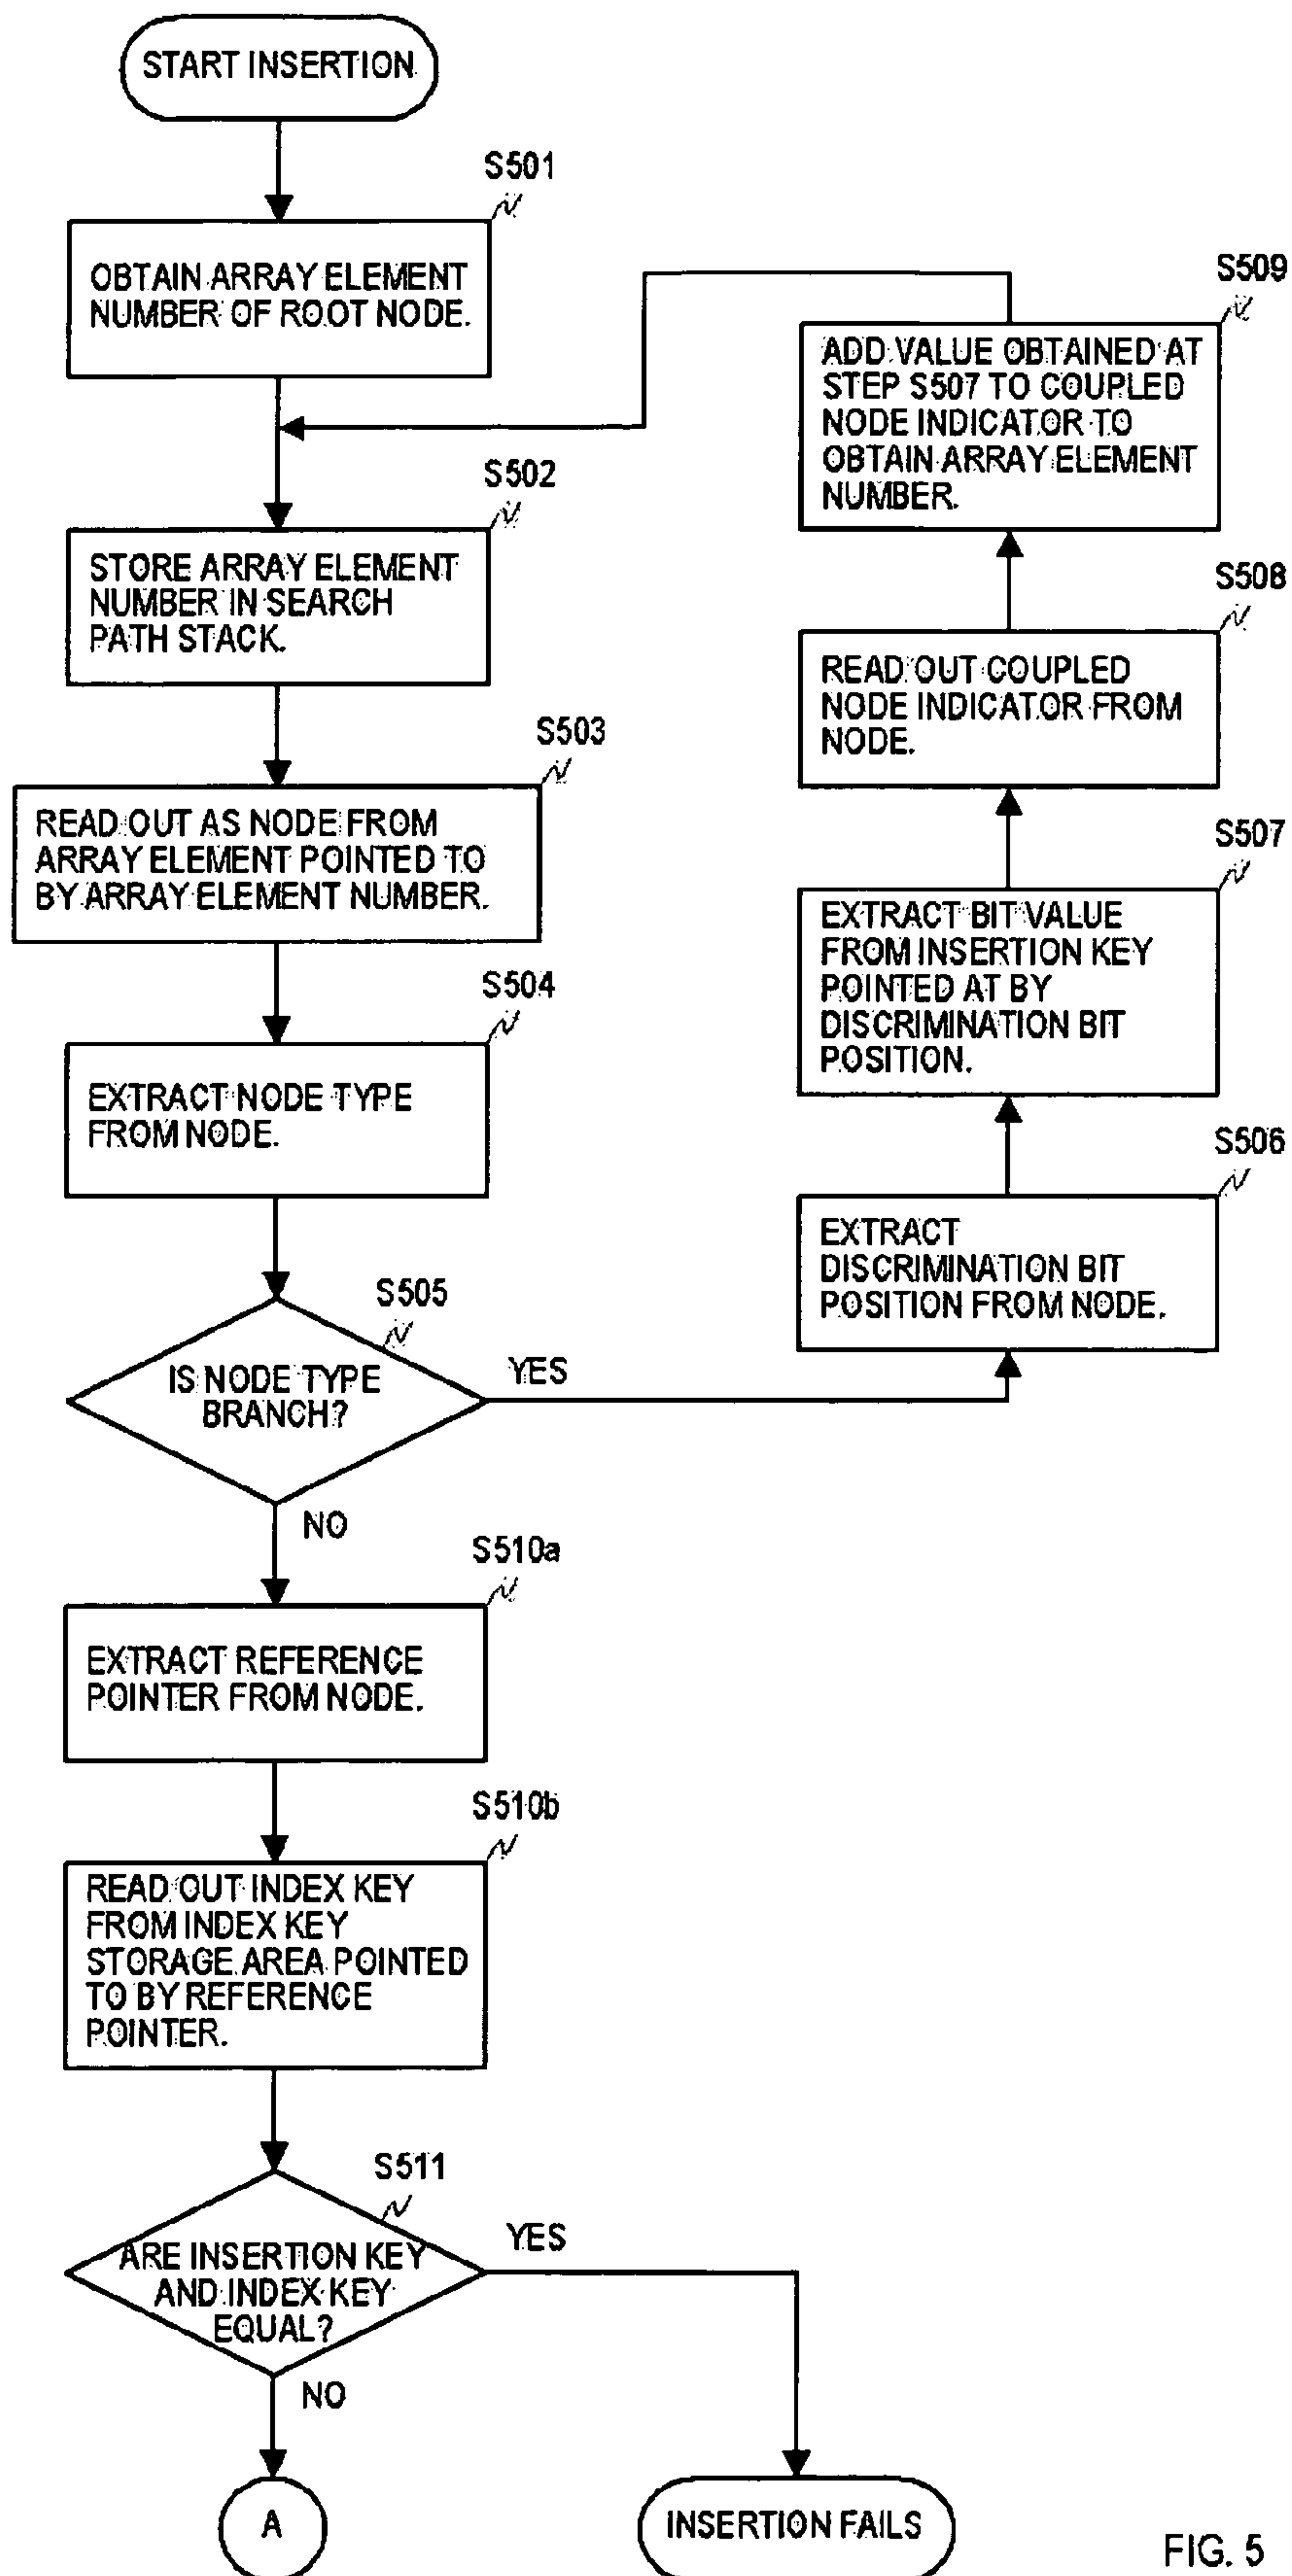 START INSERTION
S501
OBTAIN ARRAY ELEMENT
NUMBER OF ROOT NODE.
S502
STORE ARRAY ELEMENT
NUMBER IN SEARCH
PATH STACK.
S503
READ OUT AS NODE FROM
ARRAY ELEMENT POINTED TO
BY ARRAY ELEMENT NUMBER.
S504
EXTRACT NODE TYPE
FROM NODE.
S505
IS NODE TYPE
BRANCH?
YES
NO
S509
ADD VALUE OBTAINED AT
STEP S507 TO COUPLED
NODE INDICATOR TO
OBTAIN ARRAY ELEMENT
NUMBER.
S508
READ OUT COUPLED
NODE INDICATOR FROM
NODE.
S507
EXTRACT BIT VALUE
FROM INSERTION KEY
POINTED AT BY
DISCRIMINATION BIT
POSITION.
S506
EXTRACT
DISCRIMINATION BIT
POSITION FROM NODE.
S510a
EXTRACT REFERENCE
POINTER FROM NODE.
S510b
READ OUT INDEX KEY
FROM INDEX KEY
STORAGE AREA POINTED
TO BY REFERENCE
POINTER.
S511
ARE INSERTION KEY
AND INDEX KEY
EQUAL?
YES
NO
A
INSERTION FAILS
FIG. 5